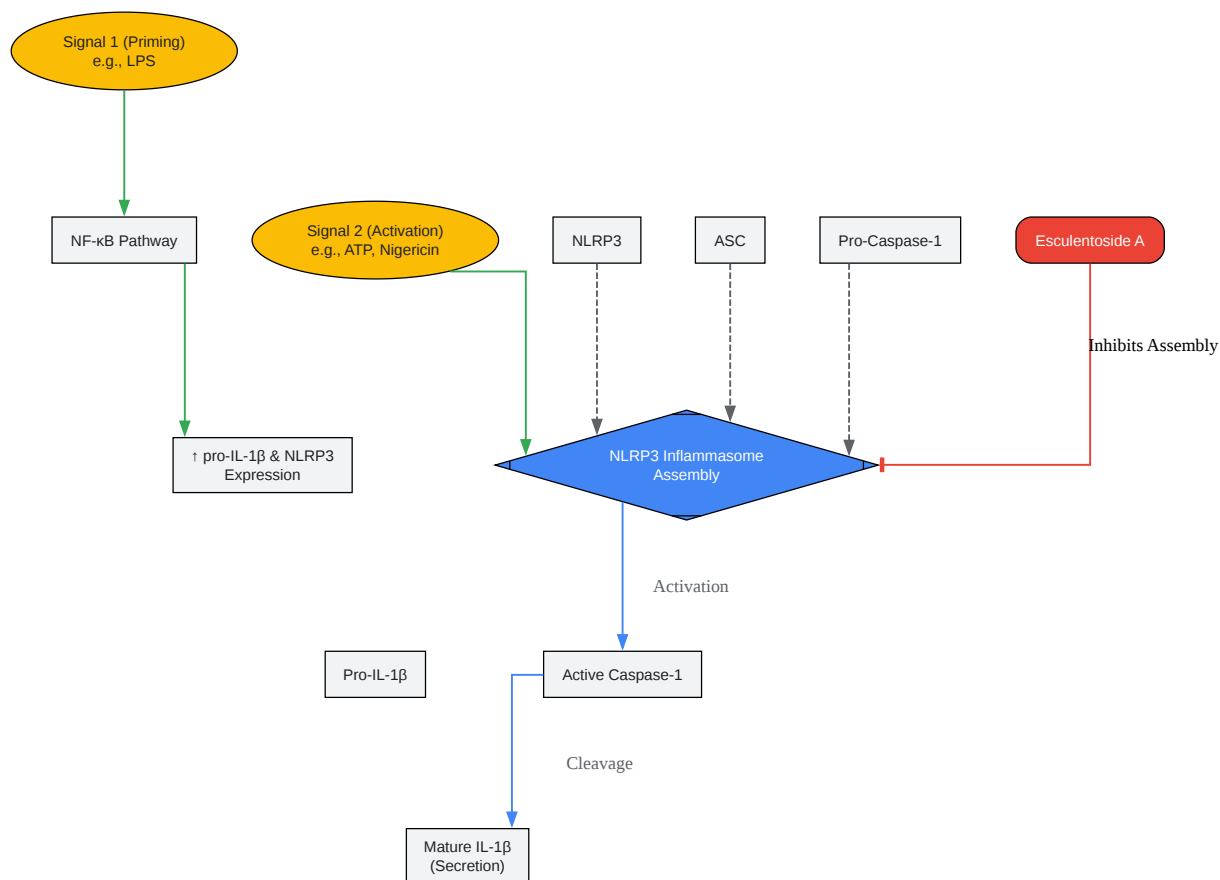 Signal 1 (Priming)
e.g., LPS
NF-κB Pathway
Signal 2 (Activation)
e.g., ATP, Nigericin
NLRP3
ASC
Pro-Caspase-1
Esculentoside A
Inhibits Assembly
↑ pro-IL-1β & NLRP3
Expression
NLRP3 Inflammasome
Assembly
Activation
Pro-IL-1β
Active Caspase-1
Cleavage
Mature IL-1β
(Secretion)